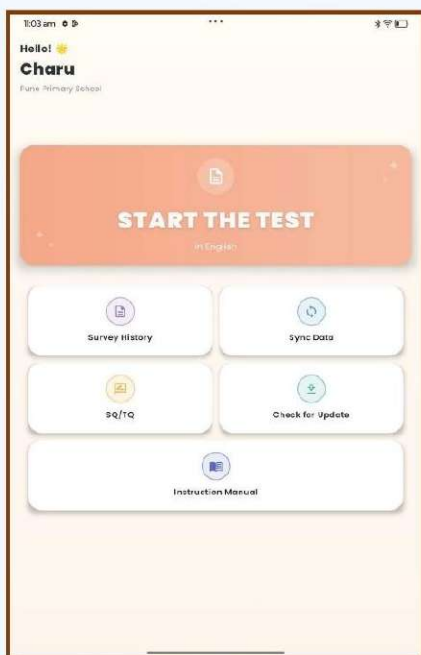 11:03 am
Hello!
Charu
Pune Primary School
START THE TEST
in English
Survey History
Sync Data
SQ/TQ
Check for Update
Instruction Manual